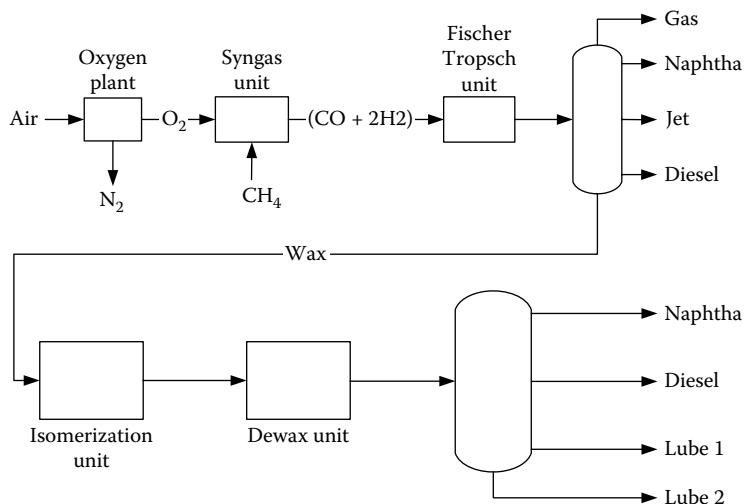 Oxygen
plant
Syngas
unit
Fischer
Tropsch
unit
Gas
Naphtha
Jet
Diesel
Air
O₂
(CO + 2H2)
N₂
CH₄
Wax
Isomerization
unit
Dewax unit
Naphtha
Diesel
Lube 1
Lube 2